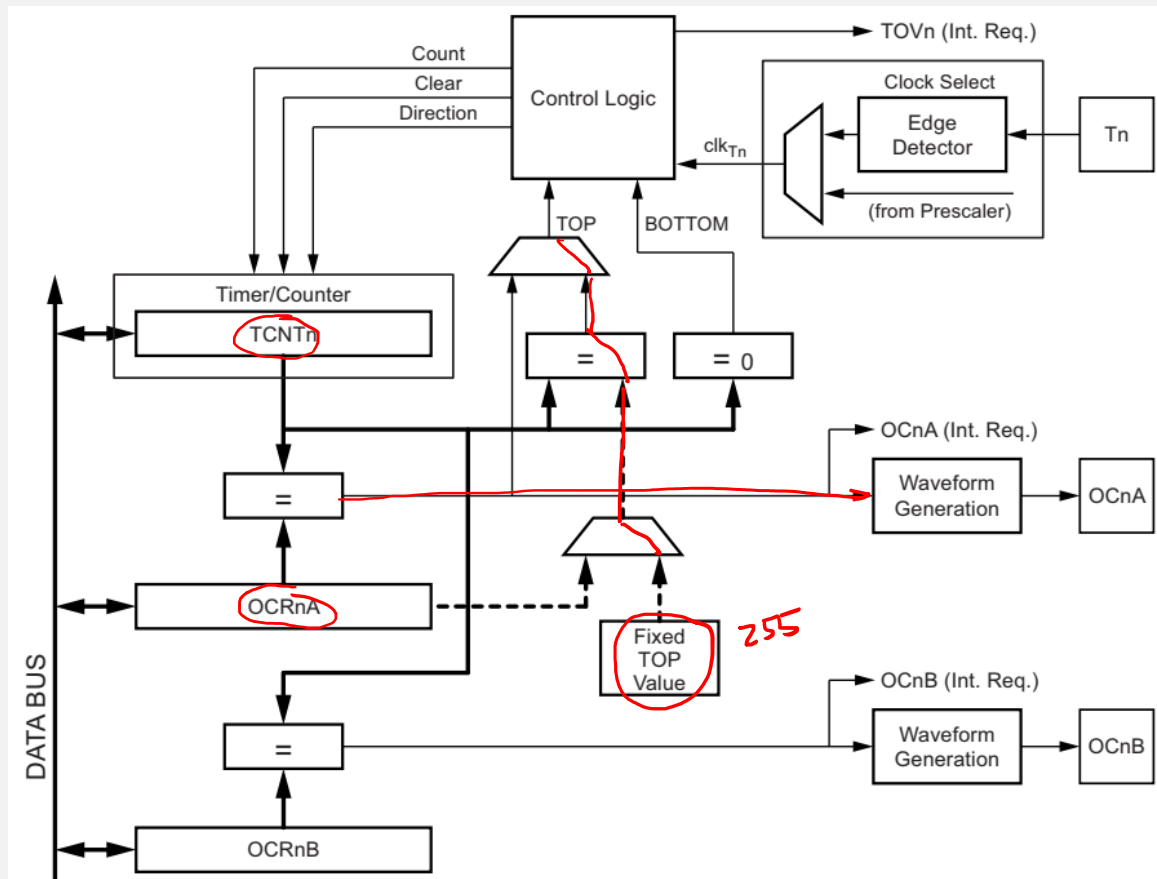 TOVn (Int. Req.)
Count
Clear
Direction
Control Logic
Clock Select
Edge
Detector
Tn
clkTn
(from Prescaler)
TOP
BOTTOM
Timer/Counter
TCNTn
=
= 0
OCnA (Int. Req.)
=
Waveform
Generation
OCnA
OCRnA
Fixed
TOP
Value
255
OCnB (Int. Req.)
=
Waveform
Generation
OCnB
OCRnB
DATA BUS